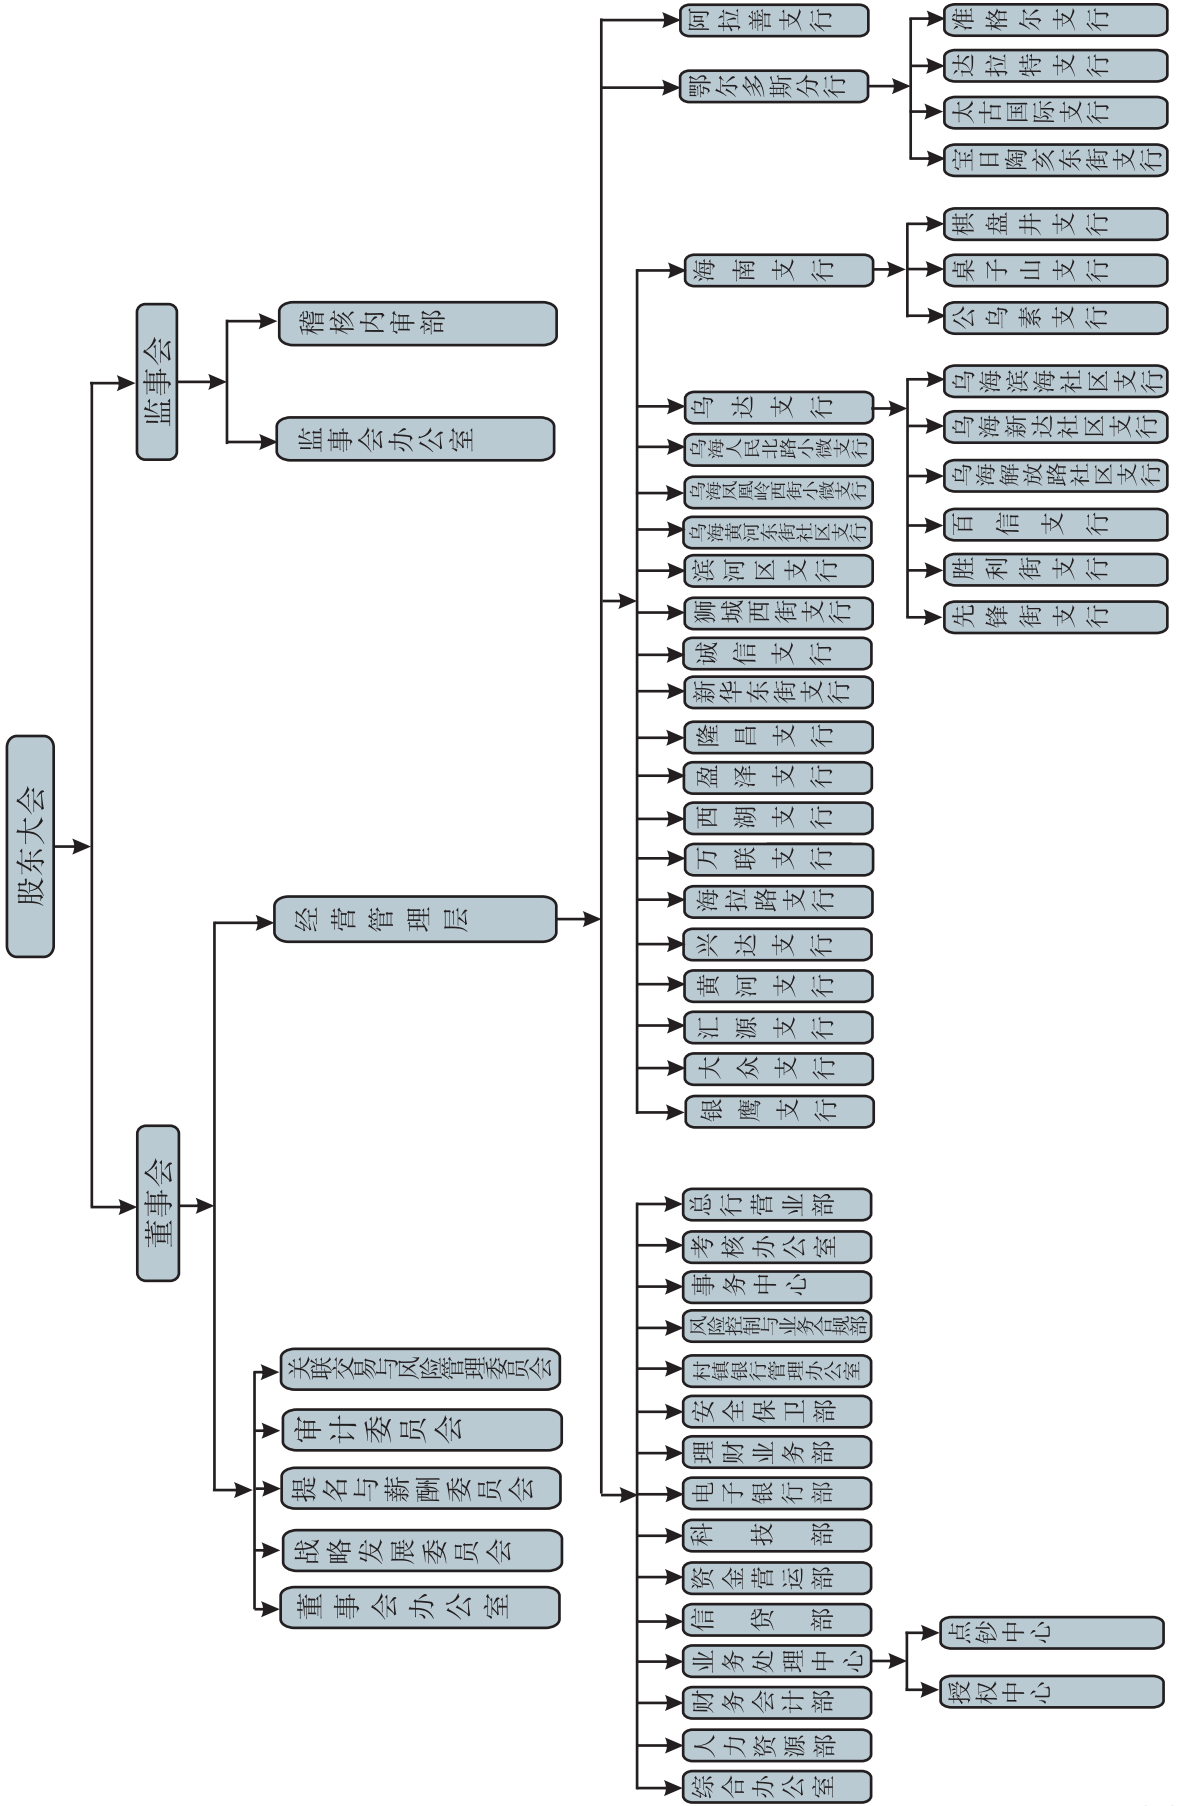 股东大会
董事会
监事会
董事会办公室
战略发展委员会
提名与薪酬委员会
审计委员会
关联交易与风险管理委员会
经营管理层
监事会办公室
稽核内审部
综合办公室
人力资源部
财务会计部
业务处理中心
信贷部
资金营运部
科技部
电子银行部
理财业务部
安全保卫部
村镇银行管理办公室
风险控制与业务合规部
事务中心
考核办公室
总行营业部
银鹰支行
大众支行
汇源支行
黄河支行
兴达支行
海拉路支行
万联支行
西湖支行
盈泽支行
隆昌支行
新华东街支行
诚信支行
狮城西街支行
滨河区支行
乌海黄河东街社区支行
乌海凤凰岭西街小微支行
乌海人民北路小微支行
乌达支行
海南支行
鄂尔多斯分行
阿拉善支行
授权中心
点钞中心
先锋街支行
胜利街支行
百信支行
乌海解放路社区支行
乌海新达社区支行
乌海滨海社区支行
公乌素支行
桌子山支行
棋盘井支行
宝日陶亥东街支行
太古国际支行
达拉特支行
准格尔支行